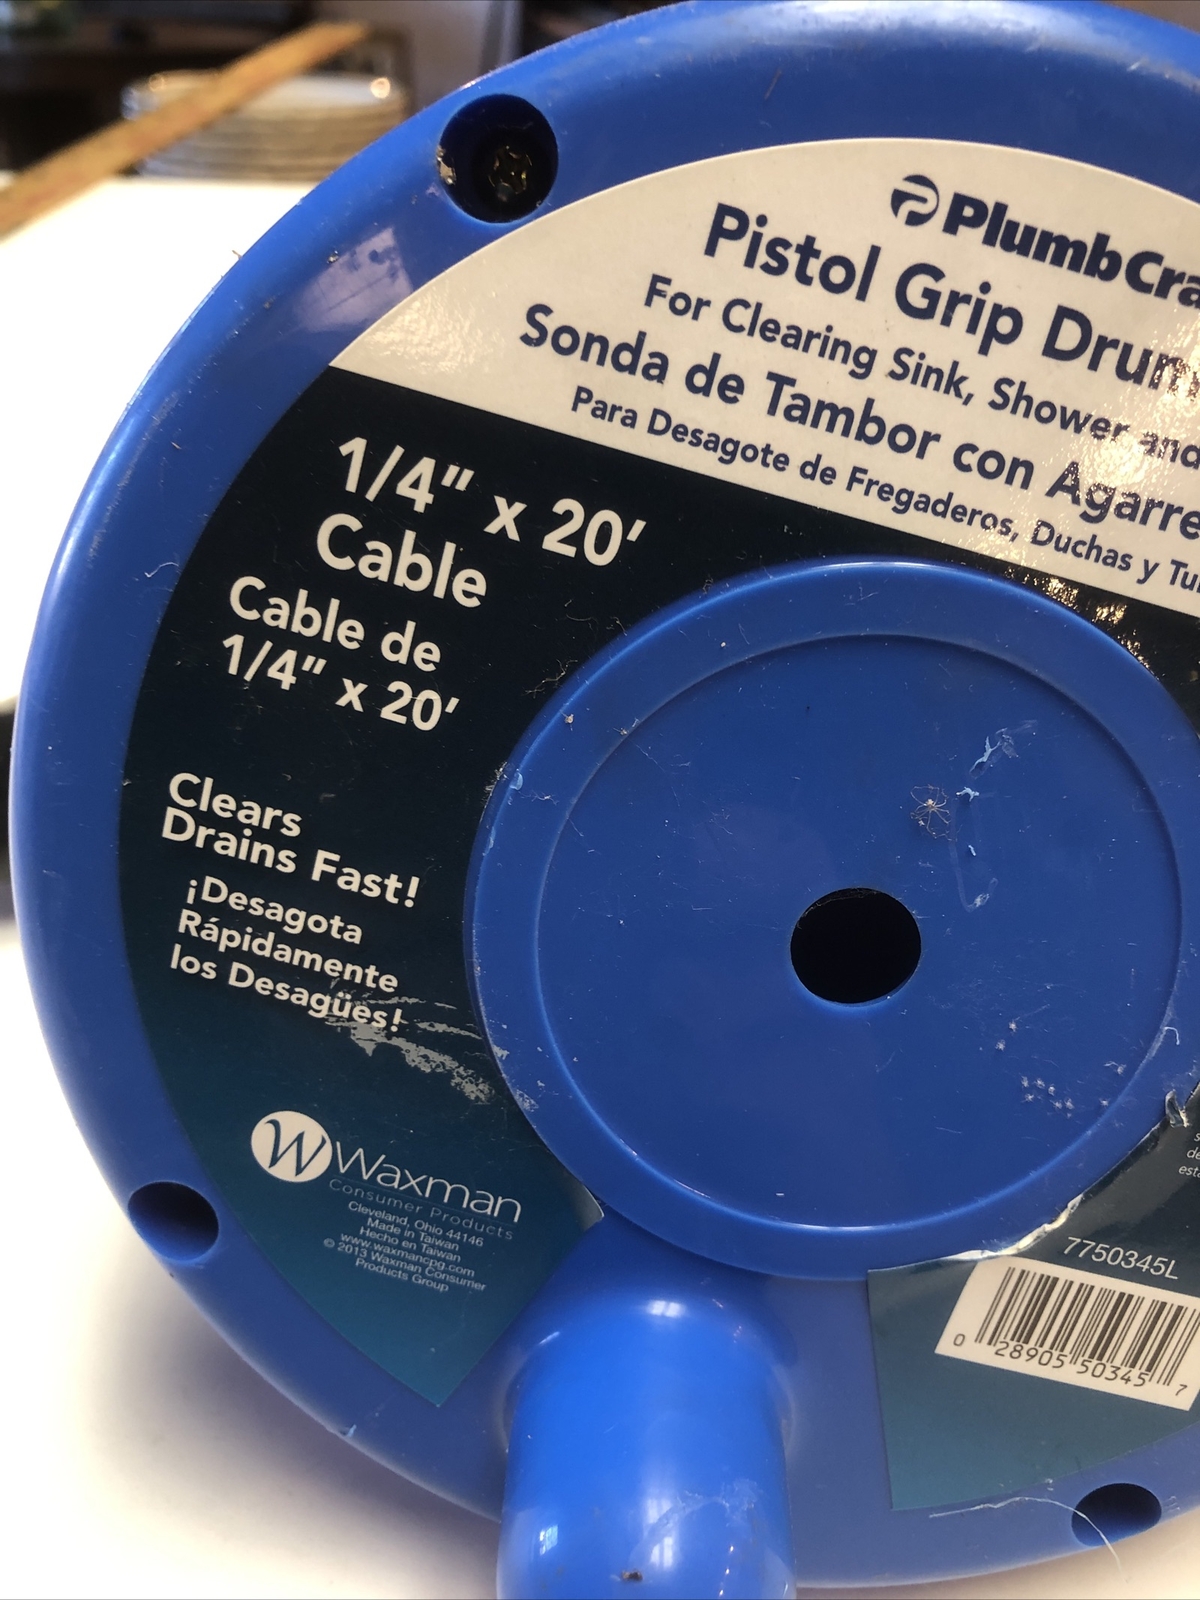 PlumbCra
Pistol Grip Drum
For Clearing Sink, Shower and
Sonda de Tambor con Agarre
Para Desagote de Fregaderos, Duchas y Tu
1/4" x 20'
Cable
Cable de
1/4" x 20'
Clears
Drains Fast!
¡Desagota
Rápidamente
los Desagües!
W Waxman
Consumer Products
Cleveland, Ohio 44146
Made in Taiwan
Hecho en Taiwan
www.waxmancpg.com
© 2013 Waxman Consumer
Products Group
7750345L
0 28905 50345 7